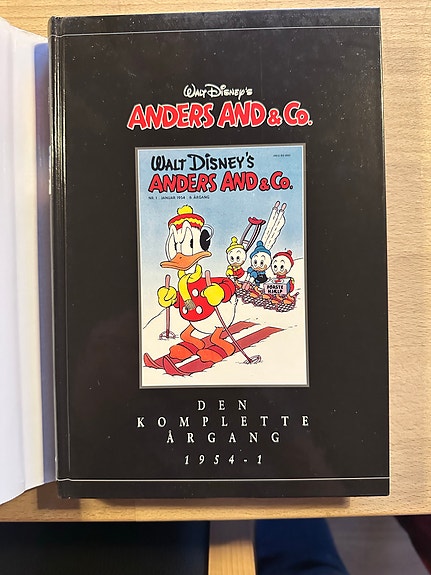 Walt Disney's
ANDERS AND & Co.
WALT DISNEY'S
ANDERS AND & Co.
NR. 1 - JANUAR 1954 - 6. ÅRGANG
FØRSTE
HJELP
DEN
KOMPLETTE
ÅRGANG
1954-1